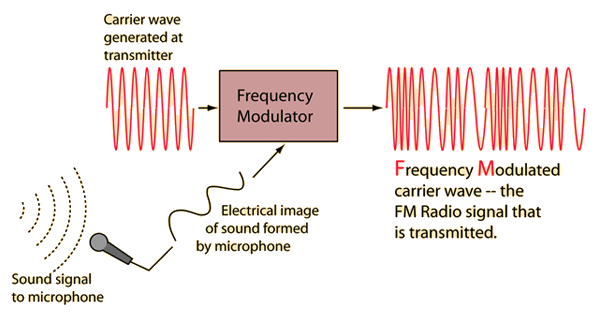 Carrier wave
generated at
transmitter
Frequency
Modulator
Frequency Modulated
carrier wave -- the
FM Radio signal that
is transmitted.
Electrical image
of sound formed
by microphone
Sound signal
to microphone